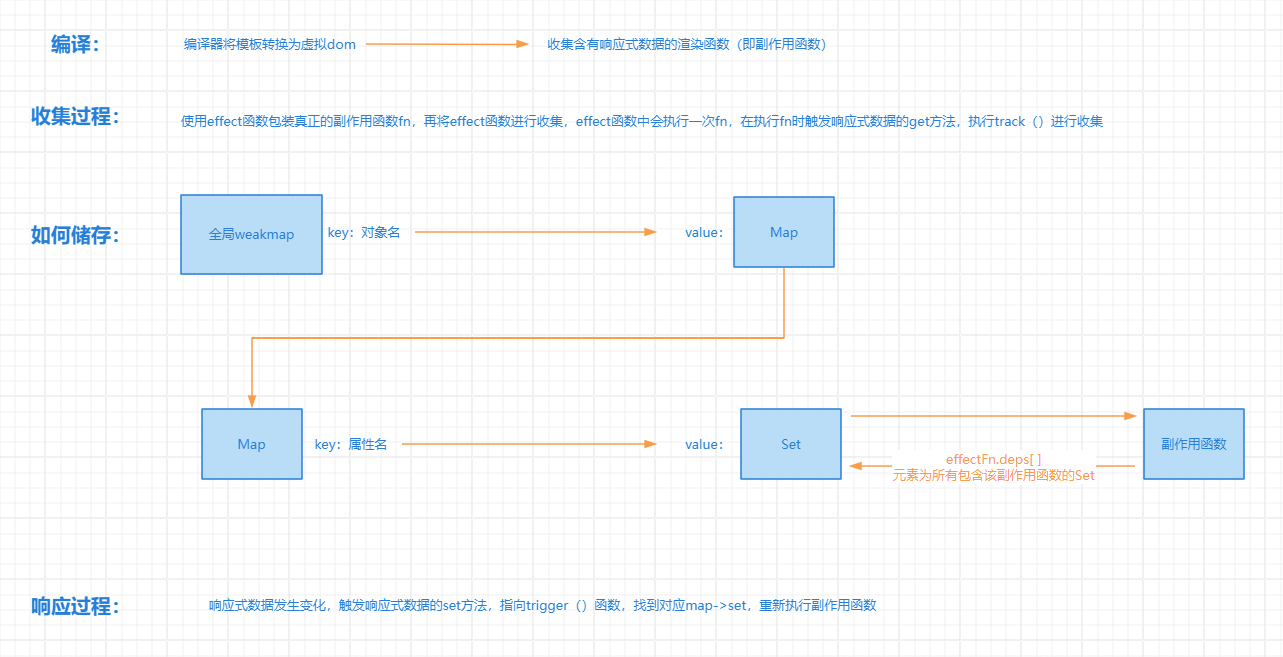 编译：
编译器将模板转换为虚拟dom
收集含有响应式数据的渲染函数（即副作用函数）
收集过程：
使用effect函数包装真正的副作用函数fn，再将effect函数进行收集，effect函数中会执行一次fn，在执行fn时触发响应式数据的get方法，执行track（）进行收集
如何储存：
全局weakmap
key：对象名
value：
Map
Map
key：属性名
value：
Set
副作用函数
effectFn.deps[ ]
元素为所有包含该副作用函数的Set
响应过程：
响应式数据发生变化，触发响应式数据的set方法，指向trigger（）函数，找到对应map->set，重新执行副作用函数